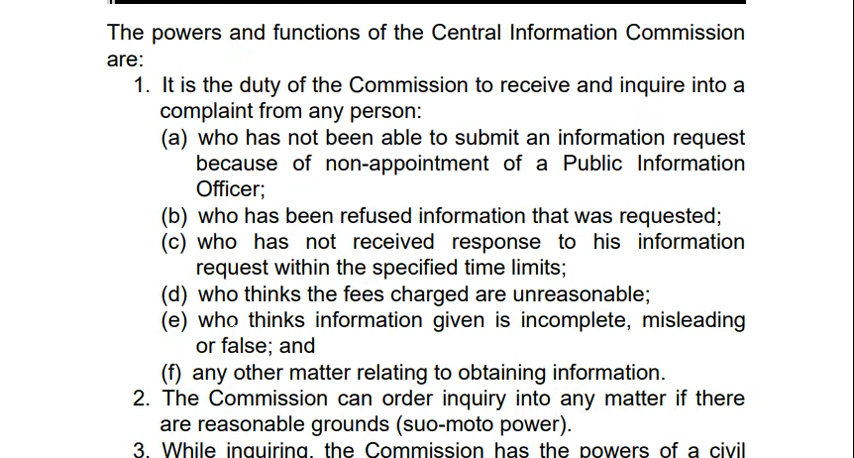 The powers and functions of the Central Information Commission
are:
1. It is the duty of the Commission to receive and inquire into a
complaint from any person:
(a) who has not been able to submit an information request
because of non-appointment of a Public Information
Officer;
(b) who has been refused information that was requested;
(c) who has not received response to his information
request within the specified time limits;
(d) who thinks the fees charged are unreasonable;
(e) who thinks information given is incomplete, misleading
or false; and
(f) any other matter relating to obtaining information.
2. The Commission can order inquiry into any matter if there
are reasonable grounds (suo-moto power).
3. While inquiring, the Commission has the powers of a civil